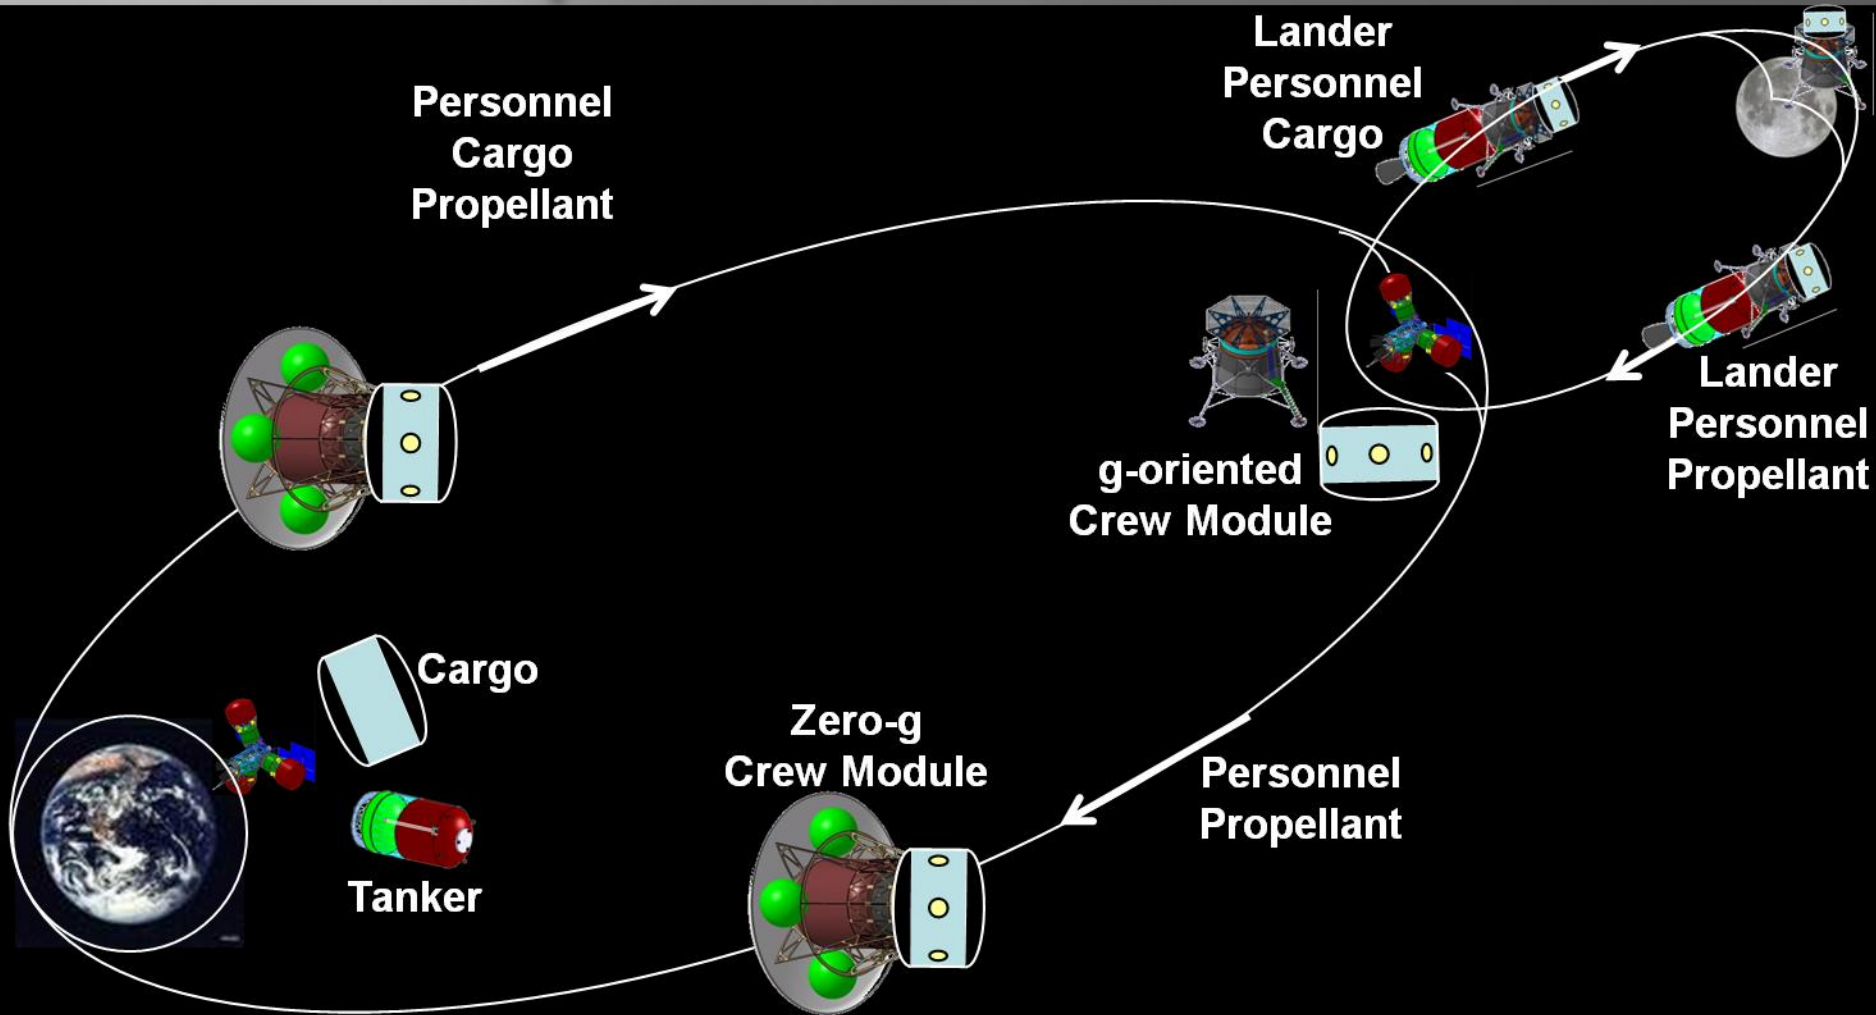 Personnel
Cargo
Propellant
Lander
Personnel
Cargo
Lander
Personnel
Propellant
g-oriented
Crew Module
Cargo
Tanker
Zero-g
Crew Module
Personnel
Propellant